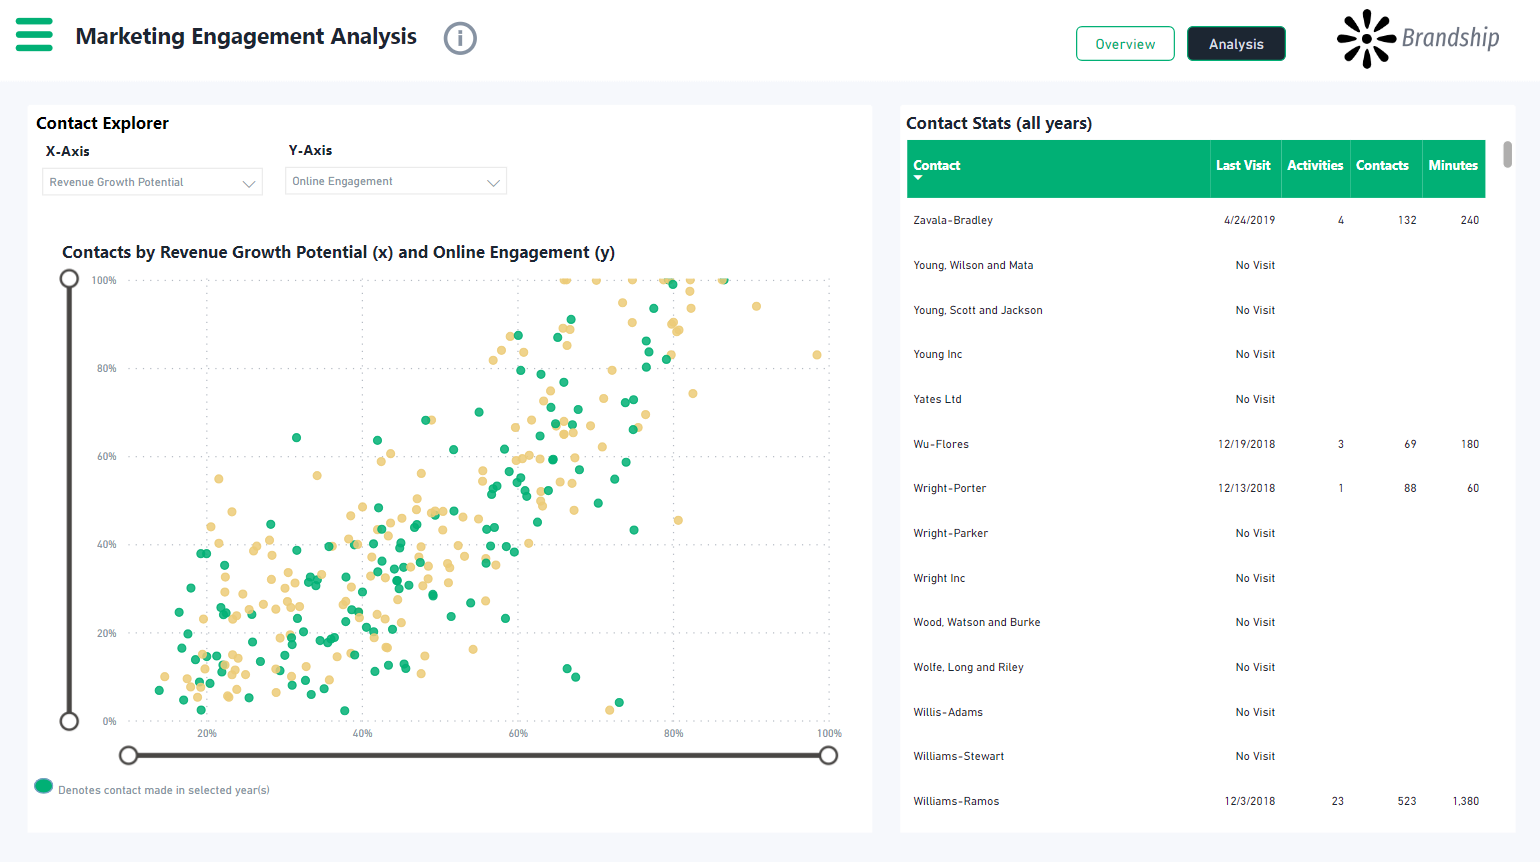 Marketing Engagement Analysis
Overview
Analysis
Brandship
Contact Explorer
X-Axis
Y-Axis
Revenue Growth Potential
Online Engagement
Contacts by Revenue Growth Potential (x) and Online Engagement (y)
100%
80%
60%
40%
20%
0%
20% 40% 60% 80% 100%
Denotes contact made in selected year(s)
Contact Stats (all years)
Contact Last Visit Activities Contacts Minutes
Zavala-Bradley 4/24/2019 4 132 240
Young, Wilson and Mata No Visit
Young, Scott and Jackson No Visit
Young Inc No Visit
Yates Ltd No Visit
Wu-Flores 12/19/2018 3 69 180
Wright-Porter 12/13/2018 1 88 60
Wright-Parker No Visit
Wright Inc No Visit
Wood, Watson and Burke No Visit
Wolfe, Long and Riley No Visit
Willis-Adams No Visit
Williams-Stewart No Visit
Williams-Ramos 12/3/2018 23 523 1,380